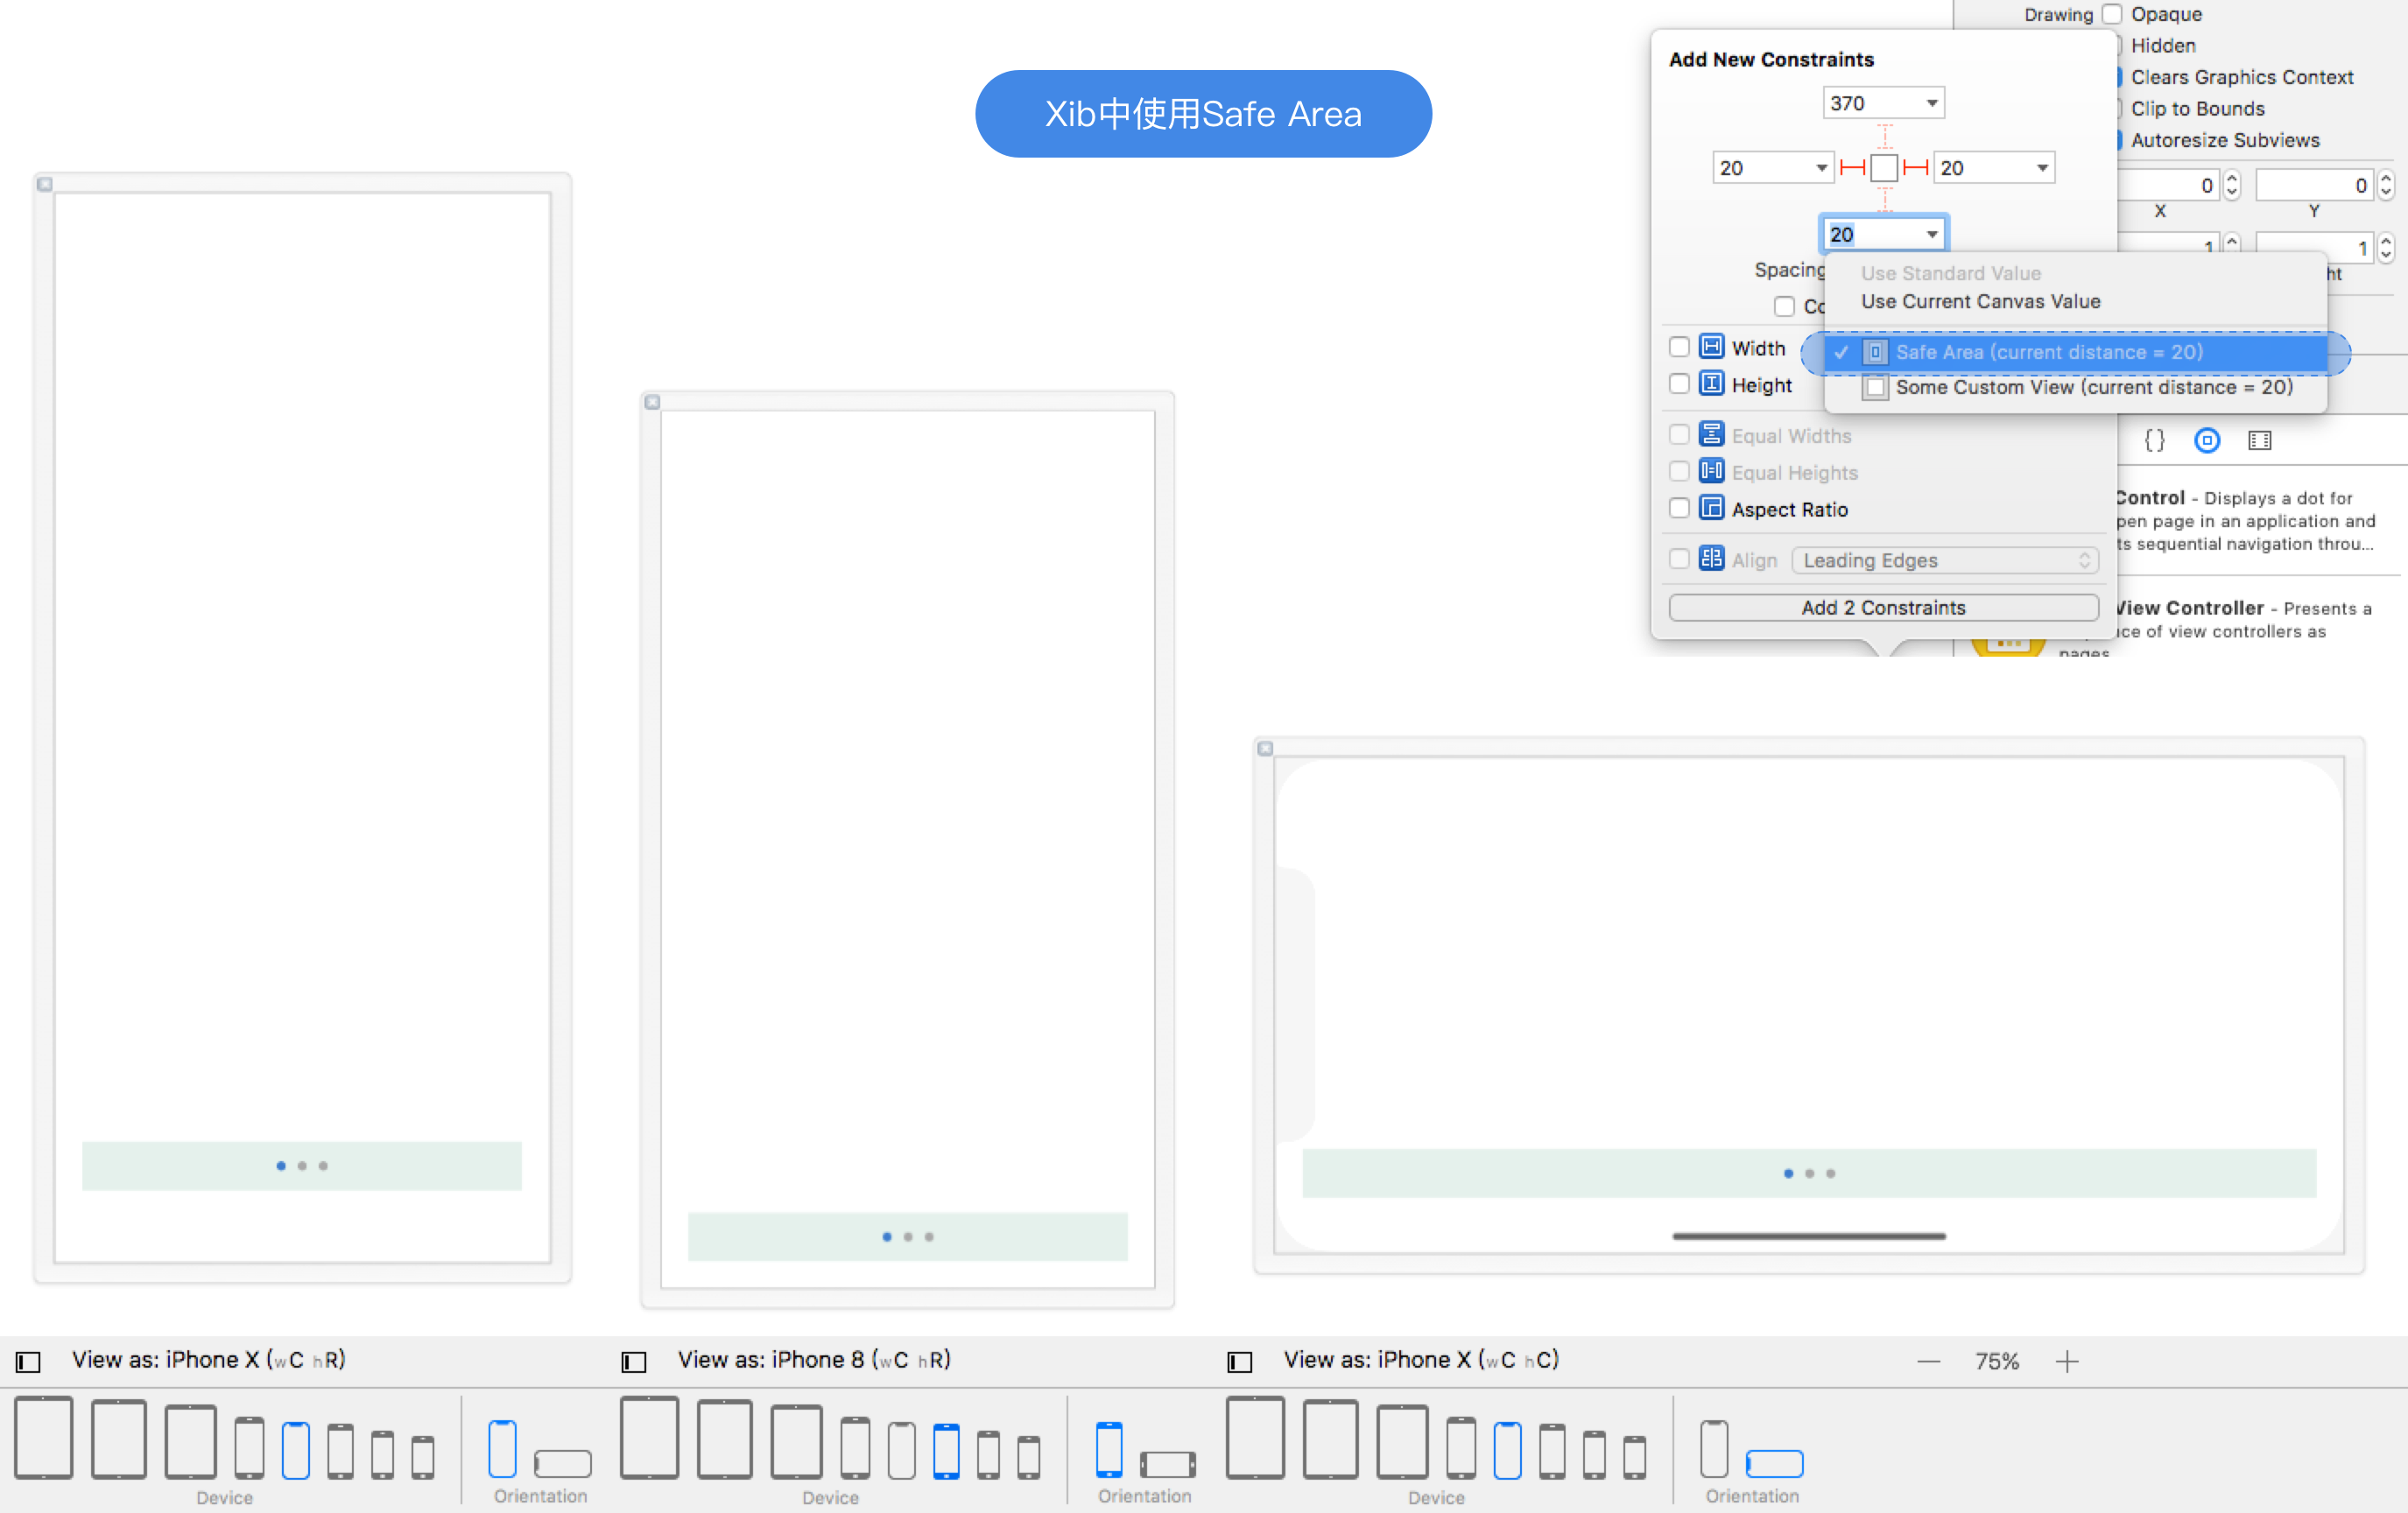 Xib中使用Safe Area
Add New Constraints
370
20
20
20
Spacing
Use Standard Value
Use Current Canvas Value
Safe Area (current distance = 20)
Some Custom View (current distance = 20)
Width
Height
Equal Widths
Equal Heights
Aspect Ratio
Align
Leading Edges
Add 2 Constraints
Drawing
Opaque
Hidden
Clears Graphics Context
Clip to Bounds
Autoresize Subviews
0
0
X
Y
1
1
ht
{}
Control - Displays a dot for
pen page in an application and
ts sequential navigation throu...
View Controller - Presents a
ce of view controllers as
pages
View as: iPhone X (wC hR)
Device
Orientation
View as: iPhone 8 (wC hR)
Device
Orientation
View as: iPhone X (wC hC)
— 75% +
Device
Orientation